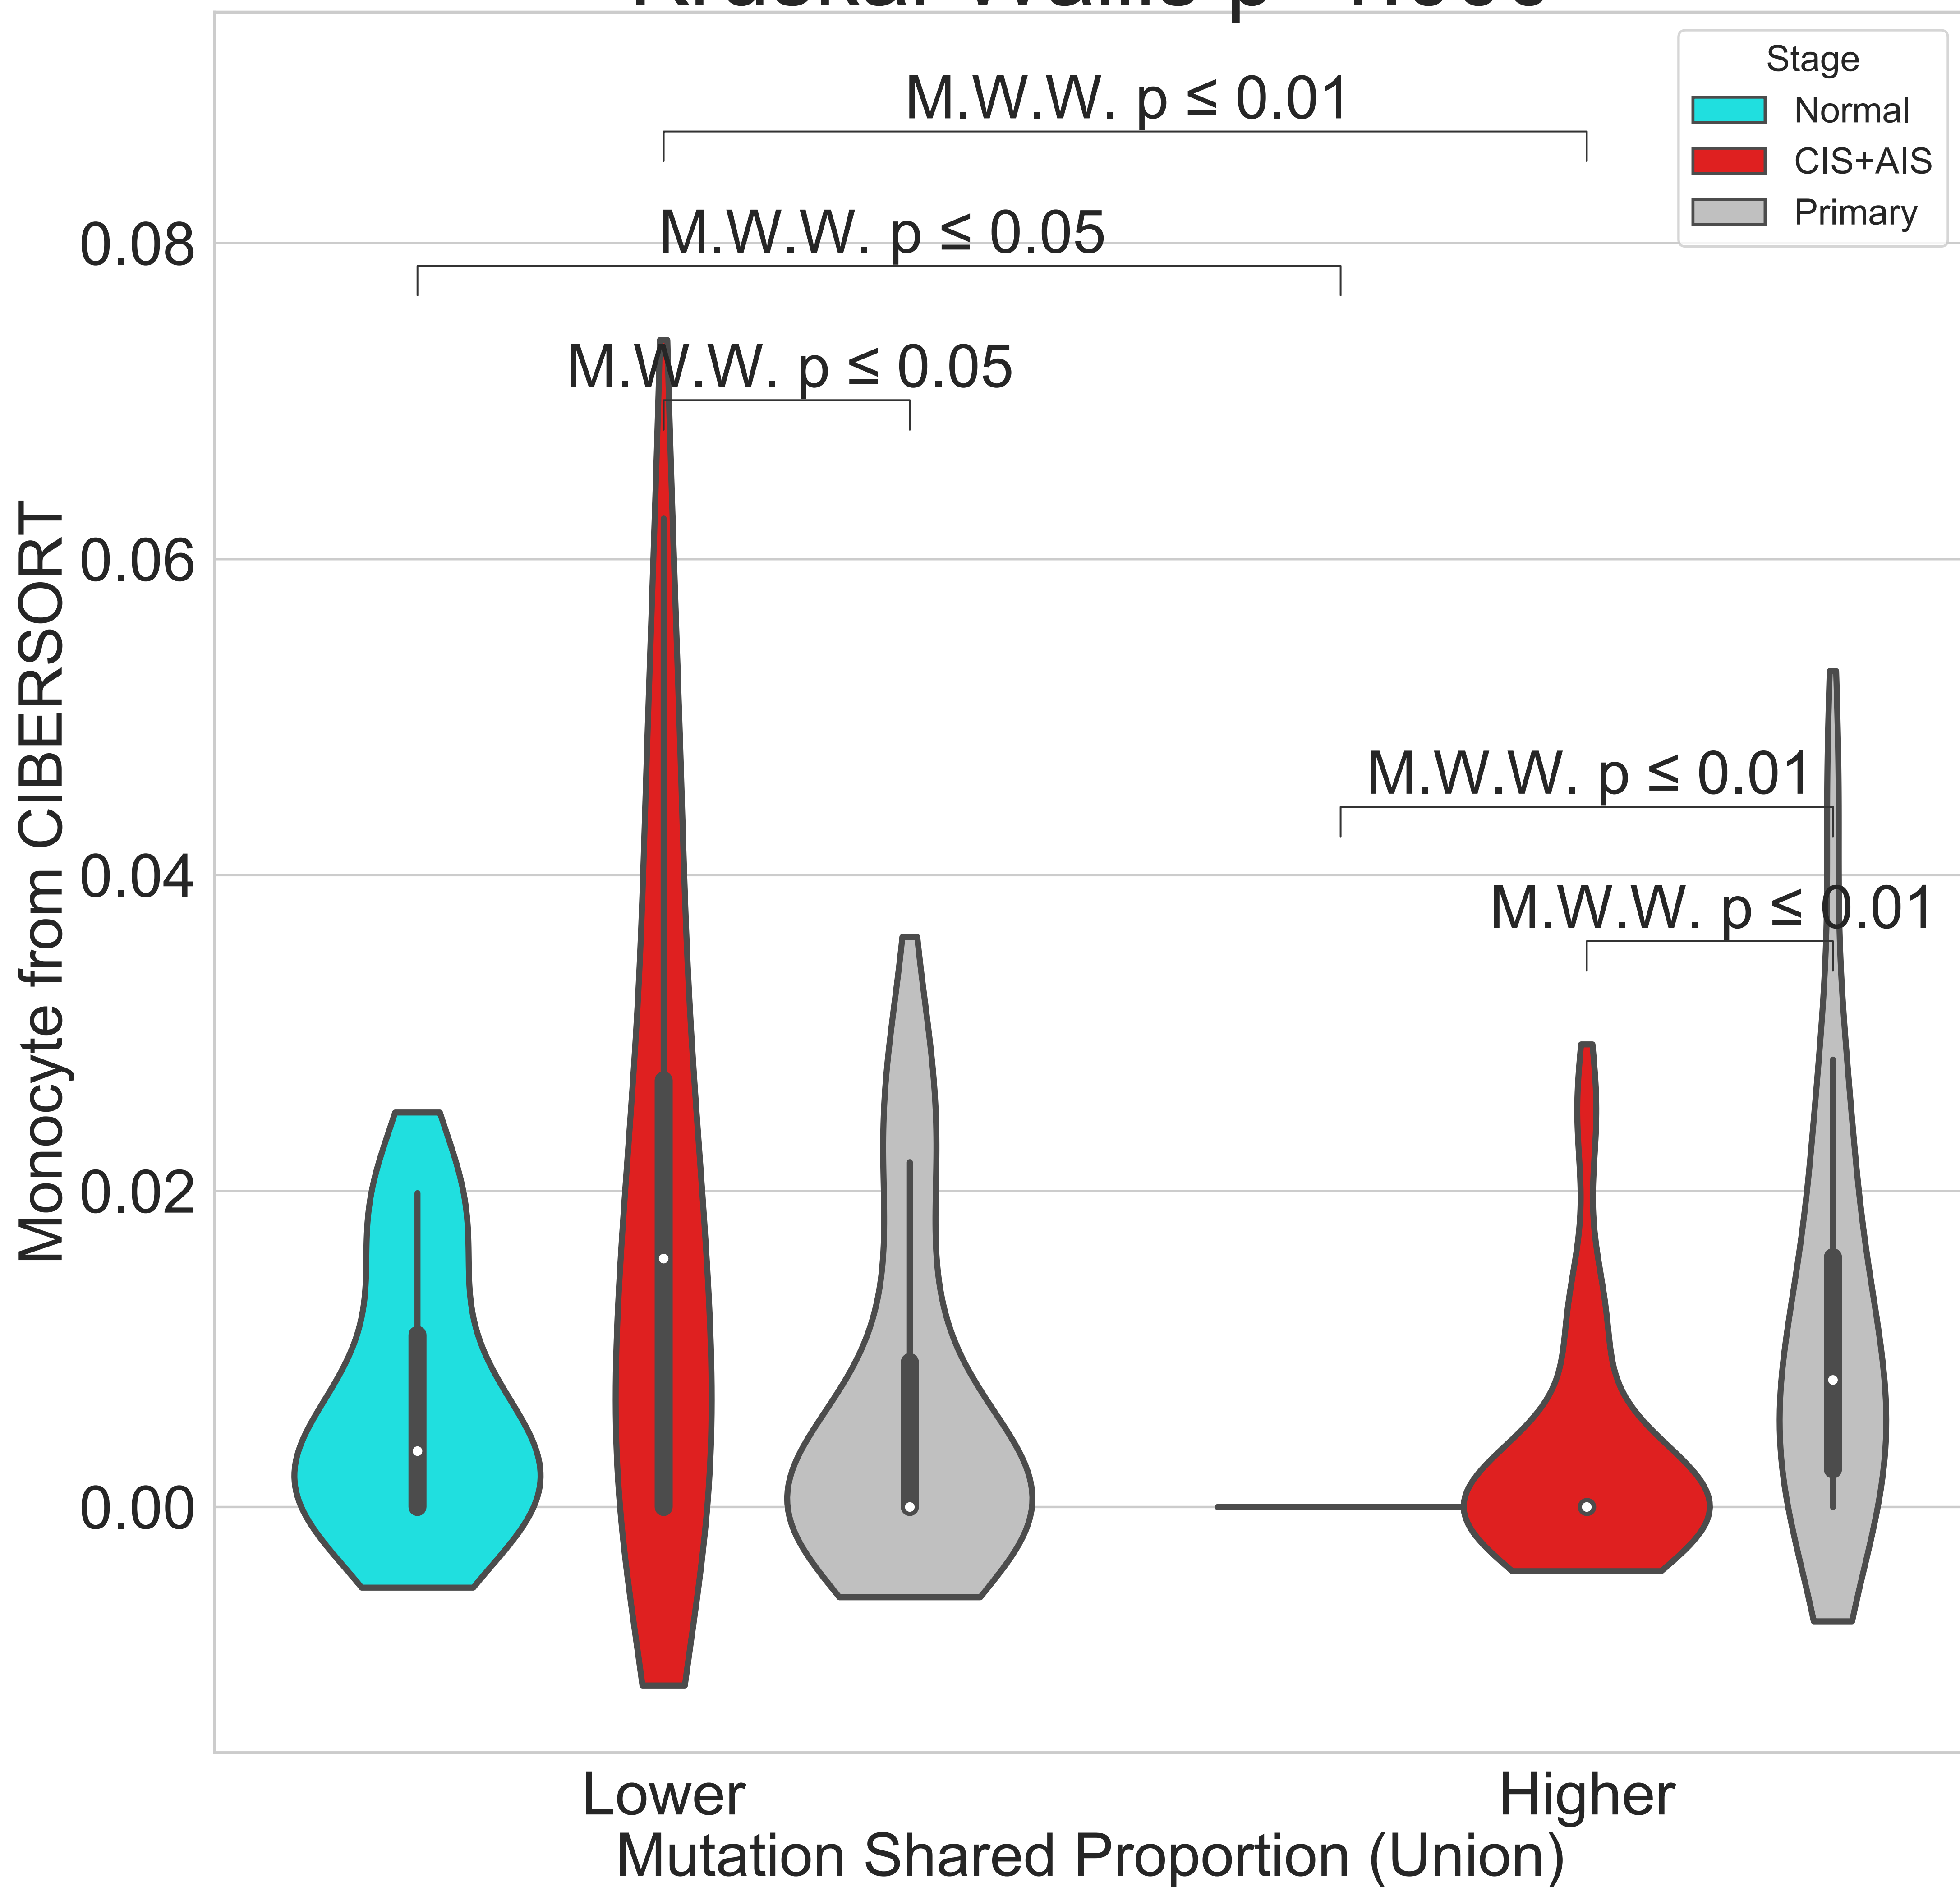 Stage
Normal
CIS+AIS
Primary
M.W.W. p ≤ 0.01
M.W.W. p ≤ 0.05
M.W.W. p ≤ 0.05
M.W.W. p ≤ 0.01
M.W.W. p ≤ 0.01
0.08
0.06
0.04
0.02
0.00
Monocyte from CIBERSORT
Lower
Higher
Mutation Shared Proportion (Union)